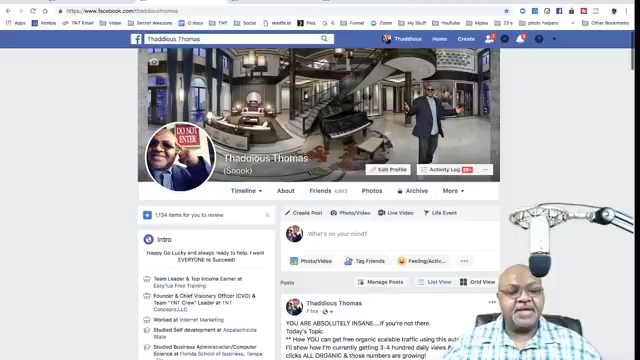 https://www.facebook.com/thaddiousthomas
Apps
TNT Email
Secret Weapons
G docs
SOCIAL
reddit.st
Plex
Funnel
Zoom
My Stuff
YouTube
Mplex
23 s
photo helpers
Other Bookmarks
Thaddious Thomas
Thaddious
Home
Create
DO NOT
ENTER
Thaddious Thomas
(Snook)
Edit Profile
Activity Log
20+
Timeline
About
Friends 4,993
Photos
Archive
More
1,154 items for you to review
Create Post
Photo/Video
Live Video
Life Event
Intro
What's on your mind?
Happy Go Lucky and always ready to help. I want
EVERYONE to Succeed!
Photo/Video
Tag Friends
Feeling/Activ...
Team Leader & Top Income Earner at
Easy1up Free Training
Posts
Manage Posts
List View
Grid View
Founder & Chief Visionary Officer (CVO) &
Team "TNT Crew" Leader at TNT
Concepts,LLC
Thaddious Thomas
7 hrs
Worked at Internet Marketing
Studied Self development at Appalachicola
State
YOU ARE ABSOLUTELY INSANE....if you're not there.
Today's Topic
** How YOU can get free organic scalable traffic using this autom
Studied Business Administration/Computer
Science at Florida School of business, Tampa
I'll show how I'm currently getting 3-4 hundred daily views &
clicks ALL ORGANIC & those numbers are growing!